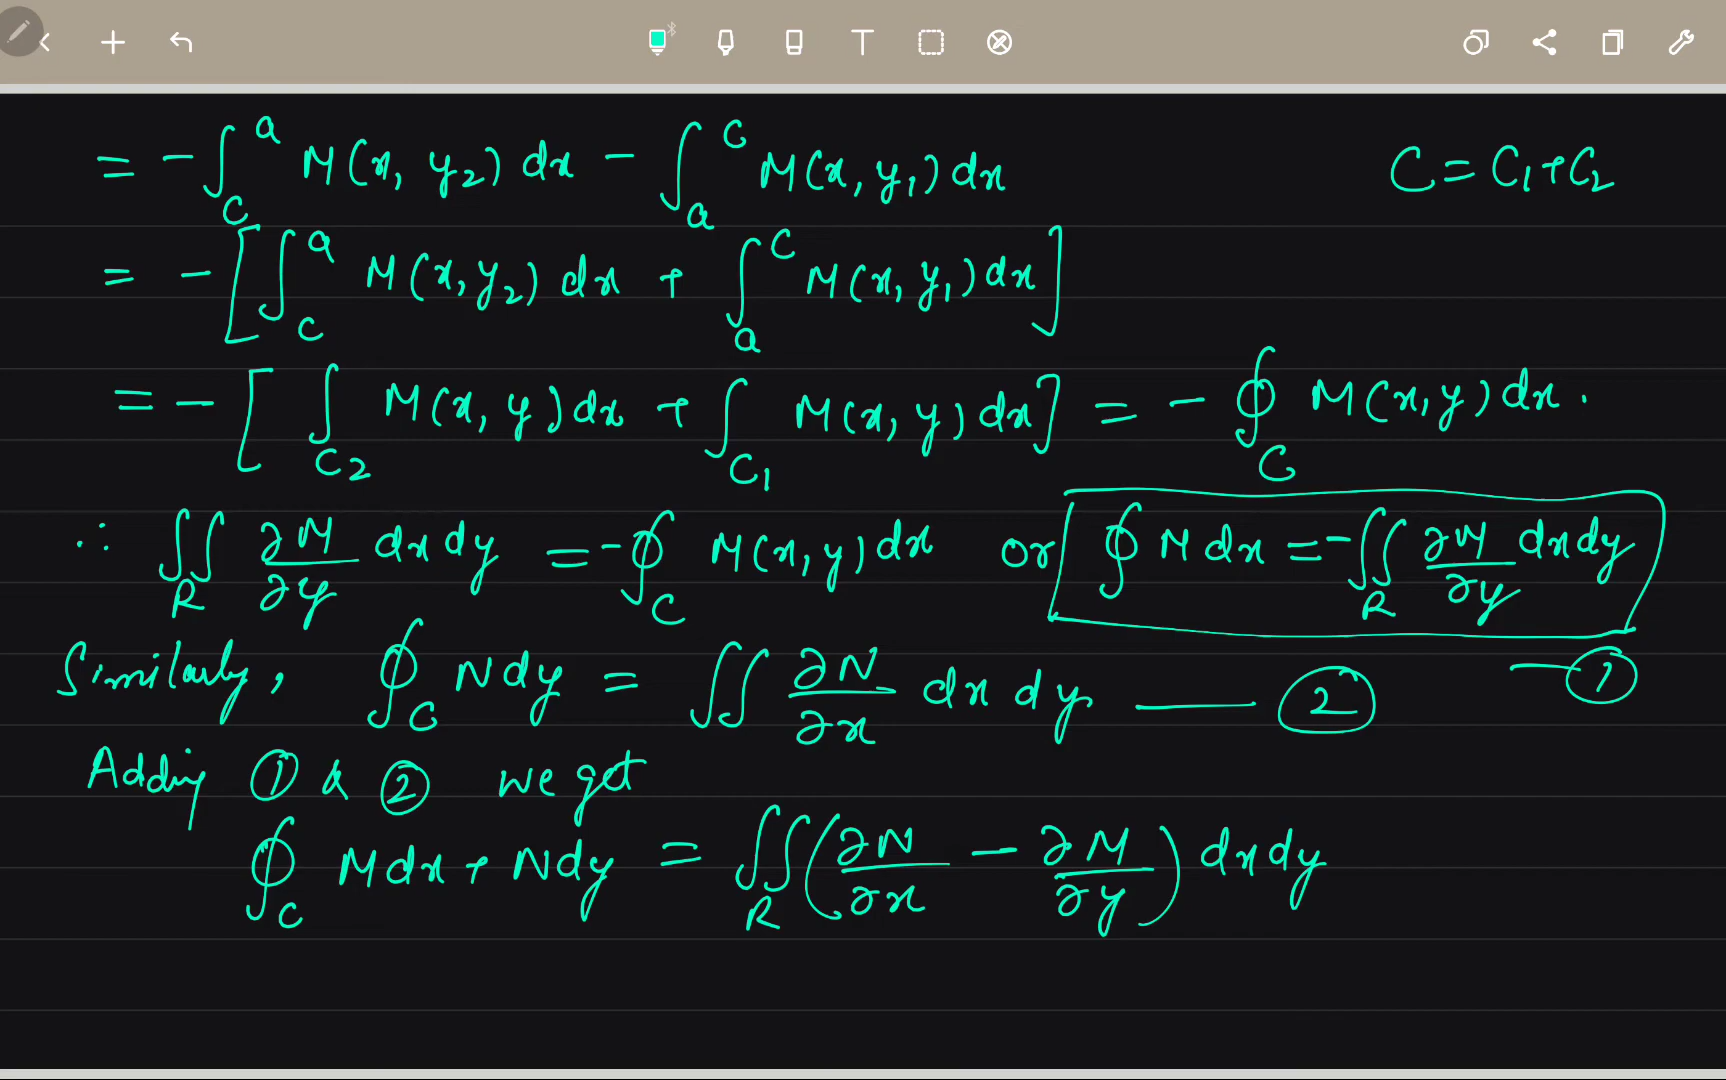 = -∫_c^a M(x, y₂) dx - ∫_a^c M(x, y₁) dx    C = C₁+C₂
= -[∫_c^a M(x, y₂) dx + ∫_a^c M(x, y₁) dx]
= -[∫_C₂ M(x, y) dx + ∫_C₁ M(x, y) dx] = -∮_C M(x, y) dx.
∴ ∬_R ∂M/∂y dx dy = -∮_C M(x, y) dx or ∮ M dx = -∬_R ∂M/∂y dx dy
— ①
Similarly, ∮_C N dy = ∬ ∂N/∂x dx dy — ②
Adding ① & ② we get
∮_C M dx + N dy = ∬_R (∂N/∂x - ∂M/∂y) dx dy